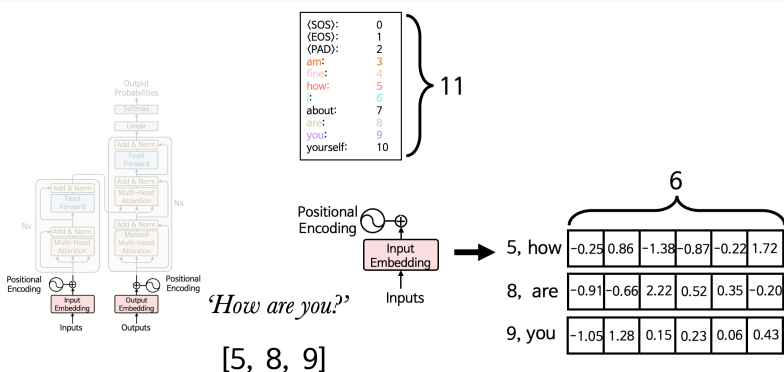 ⟨SOS⟩: 0
⟨EOS⟩: 1
⟨PAD⟩: 2
am: 3
fine: 4
how: 5
i: 6
about: 7
are: 8
you: 9
yourself: 10
11
Output
Probabilities
Softmax
Linear
Add & Norm
Feed
Forward
Add & Norm
Multi-Head
Attention
Add & Norm
Masked
Multi-Head
Attention
Nx
Add & Norm
Feed
Forward
Add & Norm
Multi-Head
Attention
Nx
Positional
Encoding
Positional
Encoding
Input
Embedding
Output
Embedding
Inputs
Outputs
'How are you?'
[5, 8, 9]
Positional
Encoding
Input
Embedding
Inputs
6
5, how −0.25 0.86 −1.38 −0.87 −0.22 1.72
8, are −0.91 −0.66 2.22 0.52 0.35 −0.20
9, you −1.05 1.28 0.15 0.23 0.06 0.43